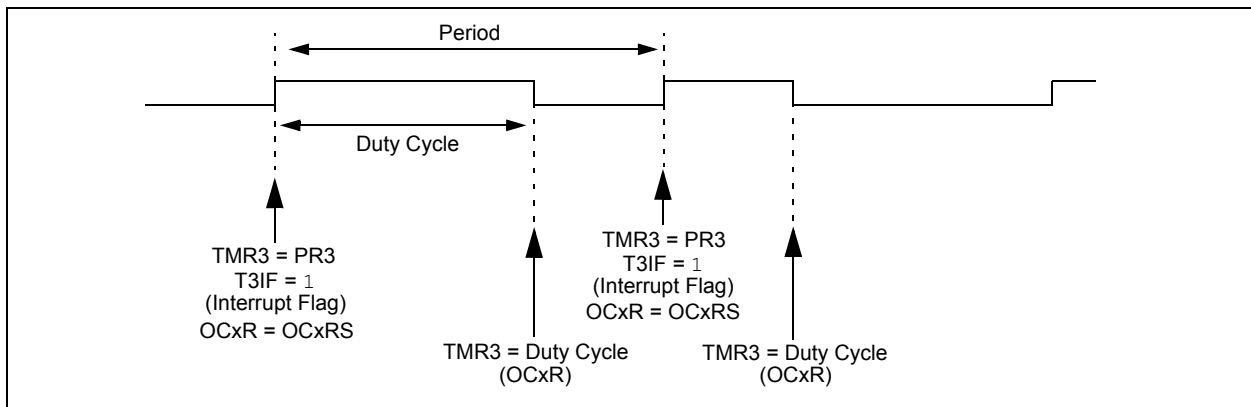 Period
Duty Cycle
TMR3 = PR3
T3IF = 1
(Interrupt Flag)
OCxR = OCxRS
TMR3 = Duty Cycle
(OCxR)
TMR3 = PR3
T3IF = 1
(Interrupt Flag)
OCxR = OCxRS
TMR3 = Duty Cycle
(OCxR)